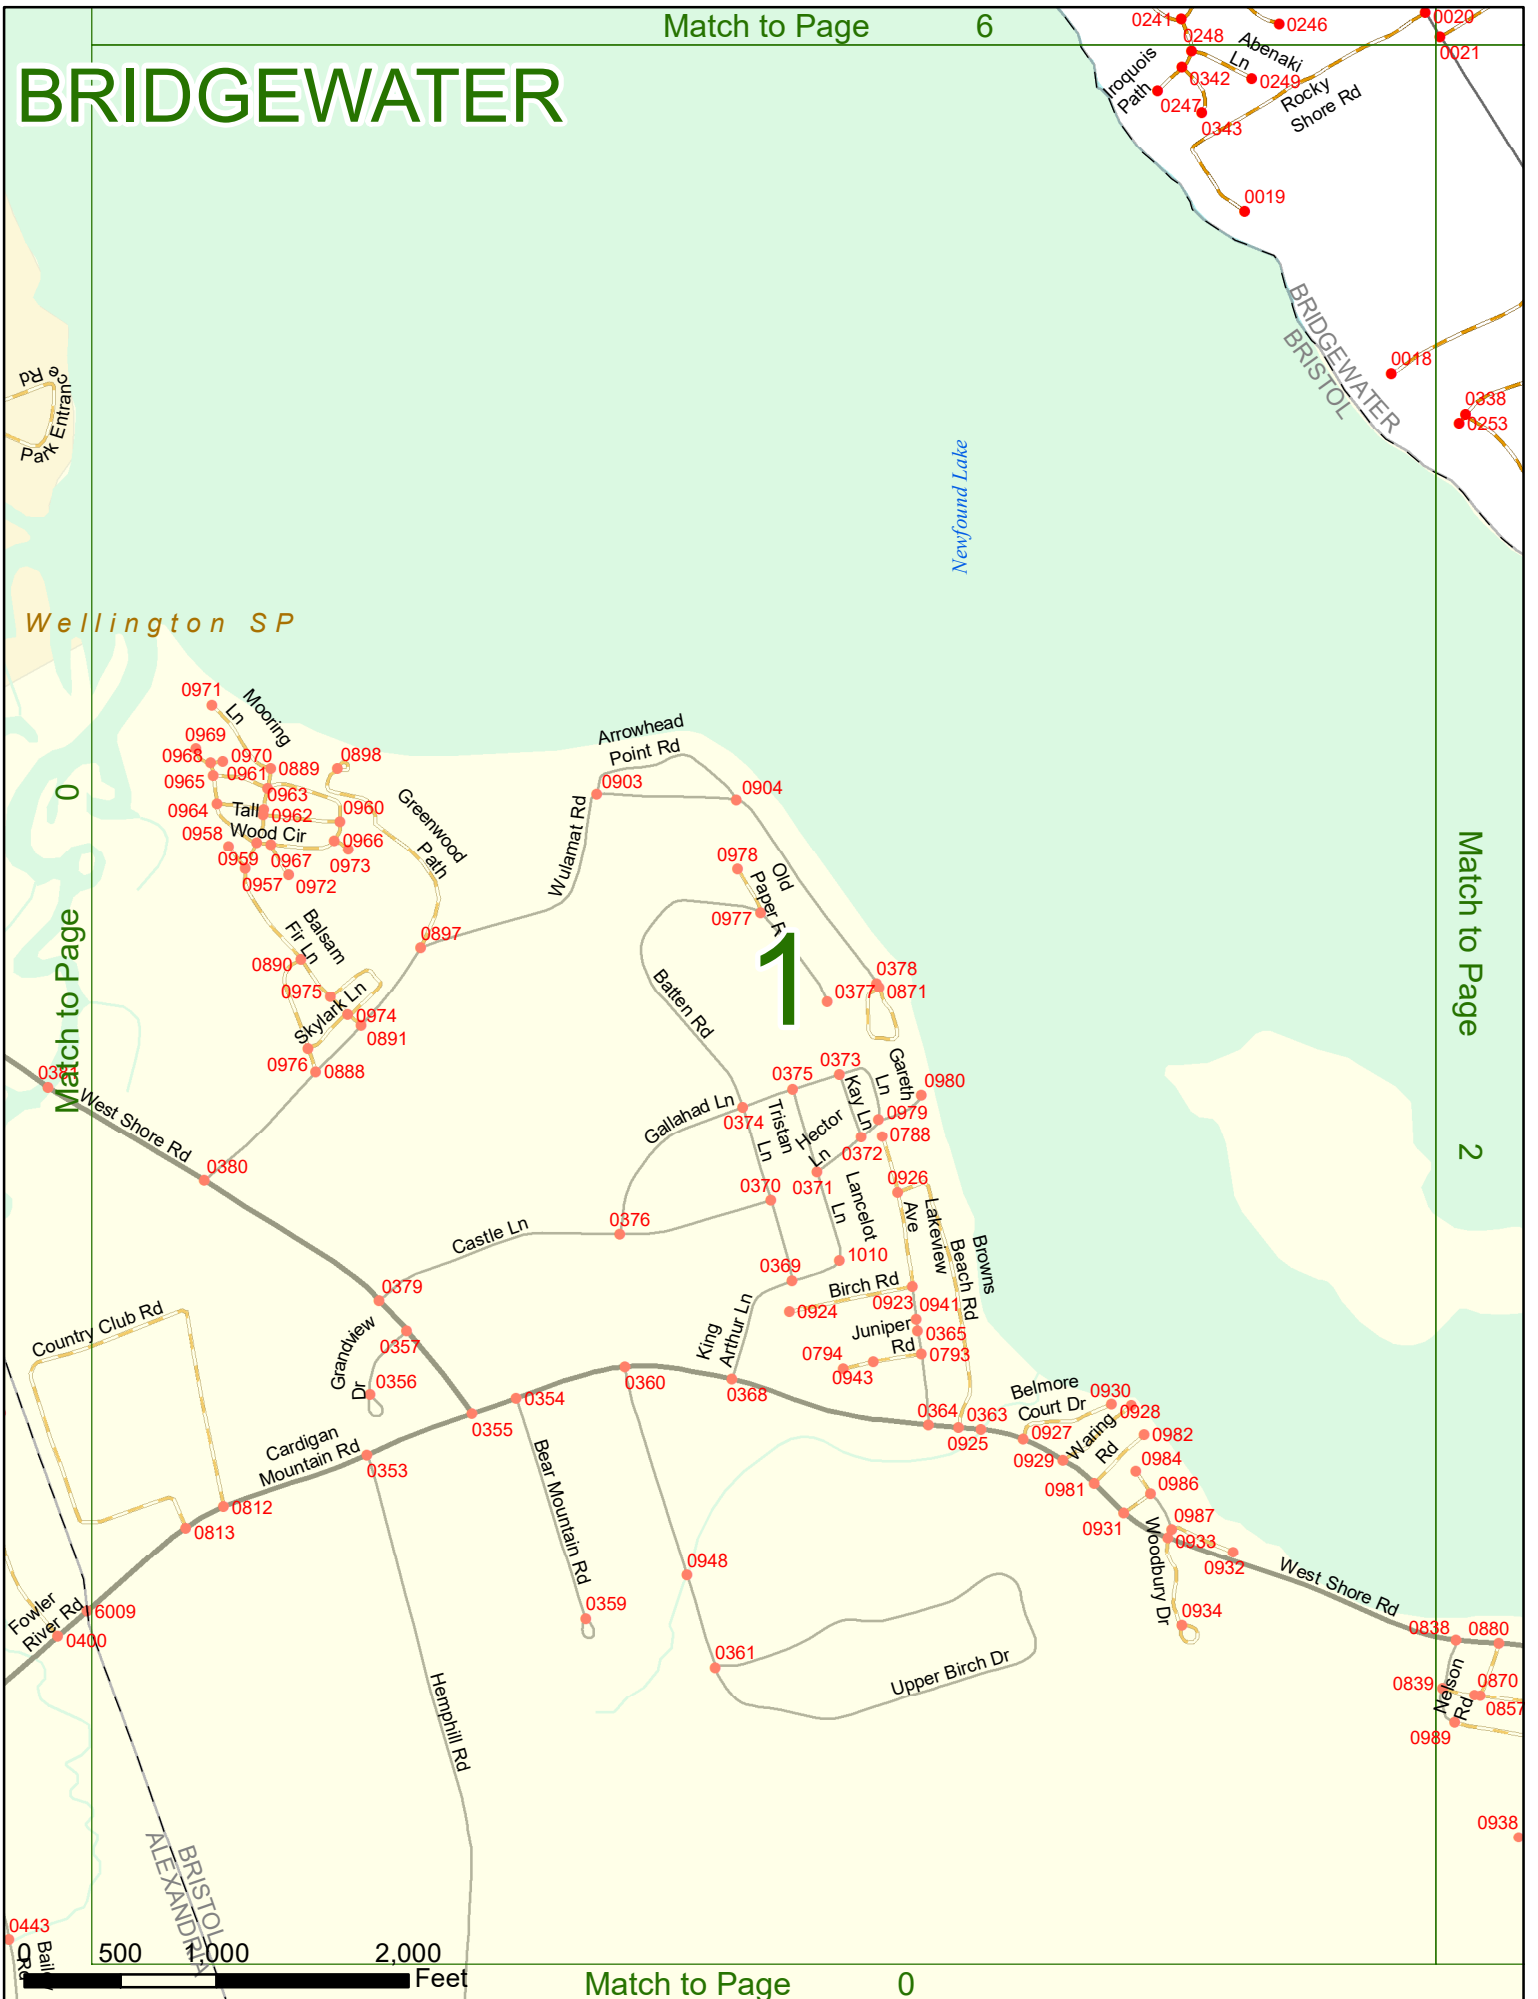 Match to Page 6
BRIDGEWATER
0241
0246
0020
0248
0021
Abenaki
Ln
Iroquois
Path
0342
0249
0247
Rocky
Shore Rd
0343
0019
BRIDGEWATER
BRISTOL
0018
0338
0253
Park Entrance
Rd
Newfound Lake
Wellington SP
0971
Mooring
Ln
0969
0968
0970
0898
0965
0961
0889
0963
0964
Tall
0962
0960
Wood Cir
0958
0966
0959
0967
0973
0957
0972
Greenwood
Path
Arrowhead
Point Rd
0903
0904
Wulamat Rd
0978
Old
Paper R
0977
0897
Balsam
Fir Ln
0890
0975
Skylark Ln
0974
0891
0976
0888
1
Batten Rd
0378
0377
0871
Match to Page 0
Match to Page 2
0381
West Shore Rd
0380
0373
0375
Gareth
Ln
0980
Kay Ln
0374
Gallahad Ln
Tristan
Ln
0979
Hector
Ln
0788
0372
0371
0926
0370
Lancelot
Ln
0376
Castle Ln
Lakeview
Ave
Browns
Beach Rd
1010
0369
0379
Birch Rd
0924
0923
0941
King
Arthur Ln
Juniper
Rd
0365
0794
0943
0793
Country Club Rd
Grandview
Dr
0357
0356
0360
0368
0354
0355
0364
0363
0925
Belmore
Court Dr
0930
0928
0927
Waring
Rd
0982
0929
0984
0981
0986
0931
0987
0933
0932
Woodbury Dr
West Shore Rd
0934
Cardigan
Mountain Rd
0353
0812
0813
Bear Mountain Rd
0948
0359
0361
Upper Birch Dr
Fowler
River Rd
6009
0400
Hemphill Rd
0838
0880
0839
Nelson
Rd
0870
0857
0989
0938
BRISTOL
ALEXANDRIA
0443
0 500 1,000 2,000
Feet
Match to Page 0